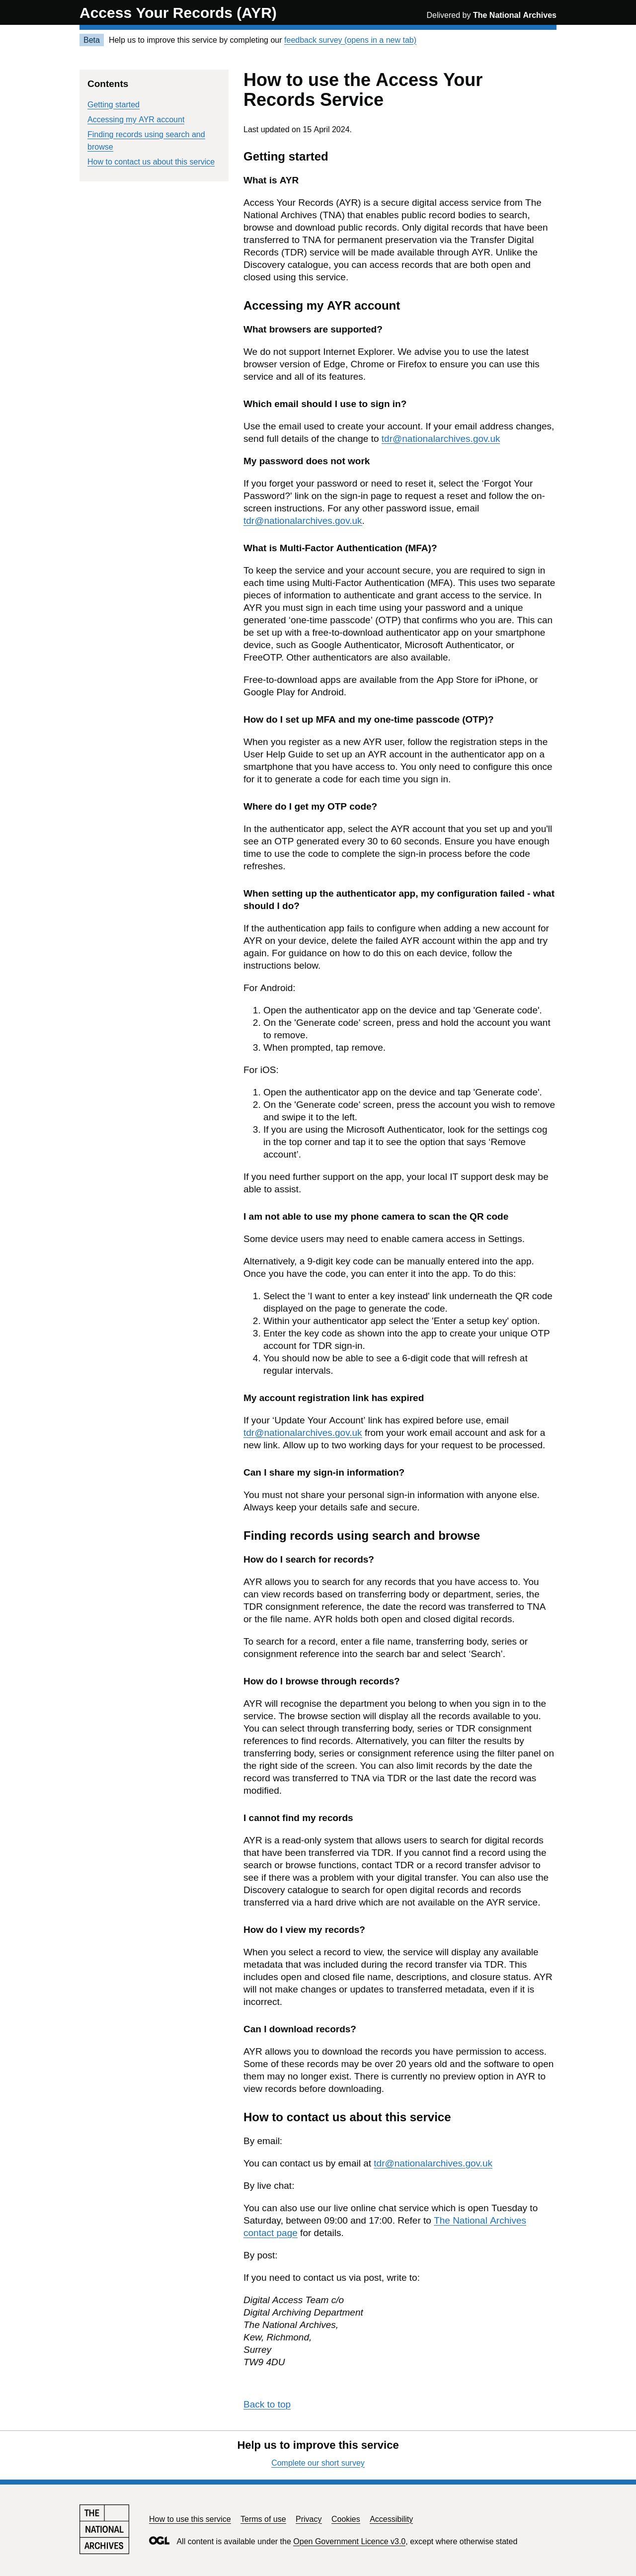 Access Your Records (AYR)
Delivered by The National Archives
Beta Help us to improve this service by completing our feedback survey (opens in a new tab)
Contents
Getting started
Accessing my AYR account
Finding records using search and
browse
How to contact us about this service
How to use the Access Your
Records Service
Last updated on 15 April 2024.
Getting started
What is AYR
Access Your Records (AYR) is a secure digital access service from The
National Archives (TNA) that enables public record bodies to search,
browse and download public records. Only digital records that have been
transferred to TNA for permanent preservation via the Transfer Digital
Records (TDR) service will be made available through AYR. Unlike the
Discovery catalogue, you can access records that are both open and
closed using this service.
Accessing my AYR account
What browsers are supported?
We do not support Internet Explorer. We advise you to use the latest
browser version of Edge, Chrome or Firefox to ensure you can use this
service and all of its features.
Which email should I use to sign in?
Use the email used to create your account. If your email address changes,
send full details of the change to tdr@nationalarchives.gov.uk
My password does not work
If you forget your password or need to reset it, select the ‘Forgot Your
Password?’ link on the sign-in page to request a reset and follow the on-
screen instructions. For any other password issue, email
tdr@nationalarchives.gov.uk.
What is Multi-Factor Authentication (MFA)?
To keep the service and your account secure, you are required to sign in
each time using Multi-Factor Authentication (MFA). This uses two separate
pieces of information to authenticate and grant access to the service. In
AYR you must sign in each time using your password and a unique
generated ‘one-time passcode’ (OTP) that confirms who you are. This can
be set up with a free-to-download authenticator app on your smartphone
device, such as Google Authenticator, Microsoft Authenticator, or
FreeOTP. Other authenticators are also available.
Free-to-download apps are available from the App Store for iPhone, or
Google Play for Android.
How do I set up MFA and my one-time passcode (OTP)?
When you register as a new AYR user, follow the registration steps in the
User Help Guide to set up an AYR account in the authenticator app on a
smartphone that you have access to. You only need to configure this once
for it to generate a code for each time you sign in.
Where do I get my OTP code?
In the authenticator app, select the AYR account that you set up and you'll
see an OTP generated every 30 to 60 seconds. Ensure you have enough
time to use the code to complete the sign-in process before the code
refreshes.
When setting up the authenticator app, my configuration failed - what
should I do?
If the authentication app fails to configure when adding a new account for
AYR on your device, delete the failed AYR account within the app and try
again. For guidance on how to do this on each device, follow the
instructions below.
For Android:
1. Open the authenticator app on the device and tap 'Generate code'.
2. On the 'Generate code' screen, press and hold the account you want
to remove.
3. When prompted, tap remove.
For iOS:
1. Open the authenticator app on the device and tap 'Generate code'.
2. On the 'Generate code' screen, press the account you wish to remove
and swipe it to the left.
3. If you are using the Microsoft Authenticator, look for the settings cog
in the top corner and tap it to see the option that says ‘Remove
account’.
If you need further support on the app, your local IT support desk may be
able to assist.
I am not able to use my phone camera to scan the QR code
Some device users may need to enable camera access in Settings.
Alternatively, a 9-digit key code can be manually entered into the app.
Once you have the code, you can enter it into the app. To do this:
1. Select the 'I want to enter a key instead' link underneath the QR code
displayed on the page to generate the code.
2. Within your authenticator app select the 'Enter a setup key' option.
3. Enter the key code as shown into the app to create your unique OTP
account for TDR sign-in.
4. You should now be able to see a 6-digit code that will refresh at
regular intervals.
My account registration link has expired
If your ‘Update Your Account’ link has expired before use, email
tdr@nationalarchives.gov.uk from your work email account and ask for a
new link. Allow up to two working days for your request to be processed.
Can I share my sign-in information?
You must not share your personal sign-in information with anyone else.
Always keep your details safe and secure.
Finding records using search and browse
How do I search for records?
AYR allows you to search for any records that you have access to. You
can view records based on transferring body or department, series, the
TDR consignment reference, the date the record was transferred to TNA
or the file name. AYR holds both open and closed digital records.
To search for a record, enter a file name, transferring body, series or
consignment reference into the search bar and select ‘Search’.
How do I browse through records?
AYR will recognise the department you belong to when you sign in to the
service. The browse section will display all the records available to you.
You can select through transferring body, series or TDR consignment
references to find records. Alternatively, you can filter the results by
transferring body, series or consignment reference using the filter panel on
the right side of the screen. You can also limit records by the date the
record was transferred to TNA via TDR or the last date the record was
modified.
I cannot find my records
AYR is a read-only system that allows users to search for digital records
that have been transferred via TDR. If you cannot find a record using the
search or browse functions, contact TDR or a record transfer advisor to
see if there was a problem with your digital transfer. You can also use the
Discovery catalogue to search for open digital records and records
transferred via a hard drive which are not available on the AYR service.
How do I view my records?
When you select a record to view, the service will display any available
metadata that was included during the record transfer via TDR. This
includes open and closed file name, descriptions, and closure status. AYR
will not make changes or updates to transferred metadata, even if it is
incorrect.
Can I download records?
AYR allows you to download the records you have permission to access.
Some of these records may be over 20 years old and the software to open
them may no longer exist. There is currently no preview option in AYR to
view records before downloading.
How to contact us about this service
By email:
You can contact us by email at tdr@nationalarchives.gov.uk
By live chat:
You can also use our live online chat service which is open Tuesday to
Saturday, between 09:00 and 17:00. Refer to The National Archives
contact page for details.
By post:
If you need to contact us via post, write to:
Digital Access Team c/o
Digital Archiving Department
The National Archives,
Kew, Richmond,
Surrey
TW9 4DU
Back to top
Help us to improve this service
Complete our short survey
THE
NATIONAL
ARCHIVES
How to use this service Terms of use Privacy Cookies Accessibility
OGL All content is available under the Open Government Licence v3.0, except where otherwise stated